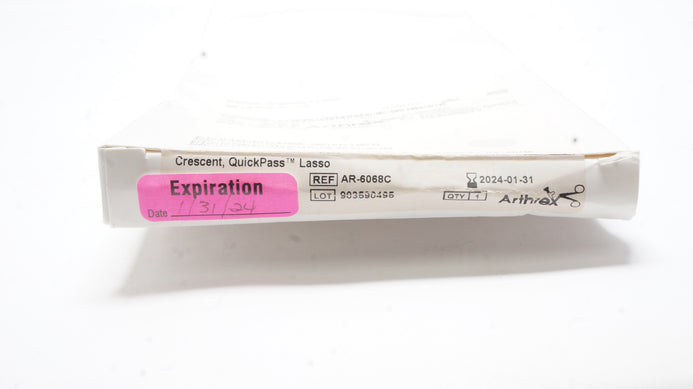 Crescent, QuickPass™ Lasso
REF AR-6068C
2024-01-31
LOT 903590495
QTY 1
Arthrex
Expiration
Date 1/31/24